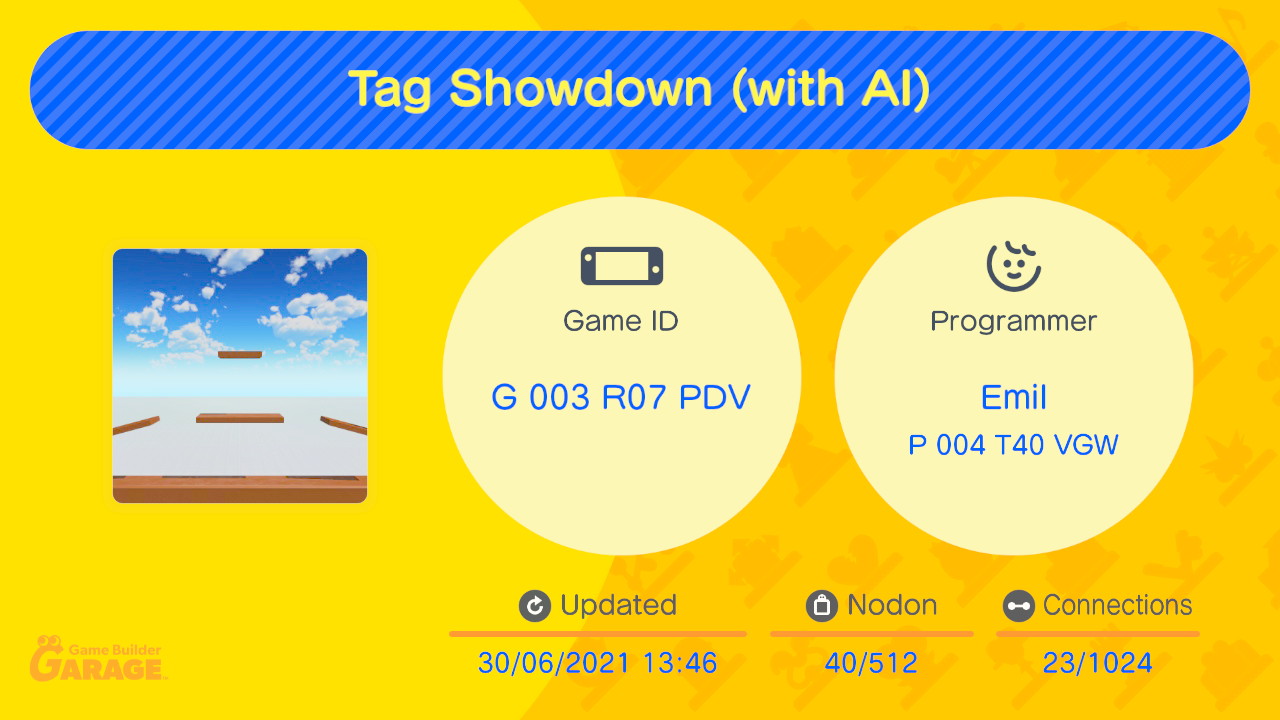 Tag Showdown (with AI)
Game ID
G 003 R07 PDV
Programmer
Emil
P 004 T40 VGW
Updated
30/06/2021 13:46
Nodon
40/512
Connections
23/1024
Game Builder
GARAGE